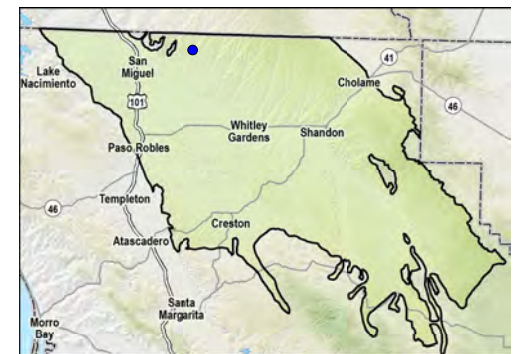 San
Miguel
Lake
Nacimiento
41
Cholame
101
46
Whitley
Gardens
Shandon
Paso Robles
Templeton
46
Creston
Atascadero
Santa
Margarita
Morro
Bay